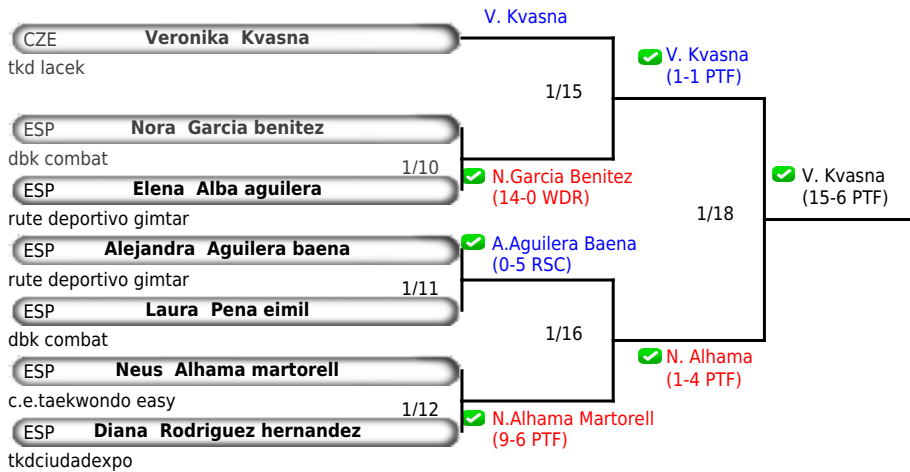 V. Kvasna
CZE Veronika Kvasna
tkd lacek
V. Kvasna
(1-1 PTF)
1/15
ESP Nora Garcia benitez
dbk combat
1/10
N.Garcia Benitez
(14-0 WDR)
ESP Elena Alba aguilera
rute deportivo gimtar
V. Kvasna
(15-6 PTF)
1/18
ESP Alejandra Aguilera baena
rute deportivo gimtar
A.Aguilera Baena
(0-5 RSC)
1/11
ESP Laura Pena eimil
dbk combat
1/16
ESP Neus Alhama martorell
c.e.taekwondo easy
N. Alhama
(1-4 PTF)
1/12
N.Alhama Martorell
(9-6 PTF)
ESP Diana Rodriguez hernandez
tkdciudadexpo